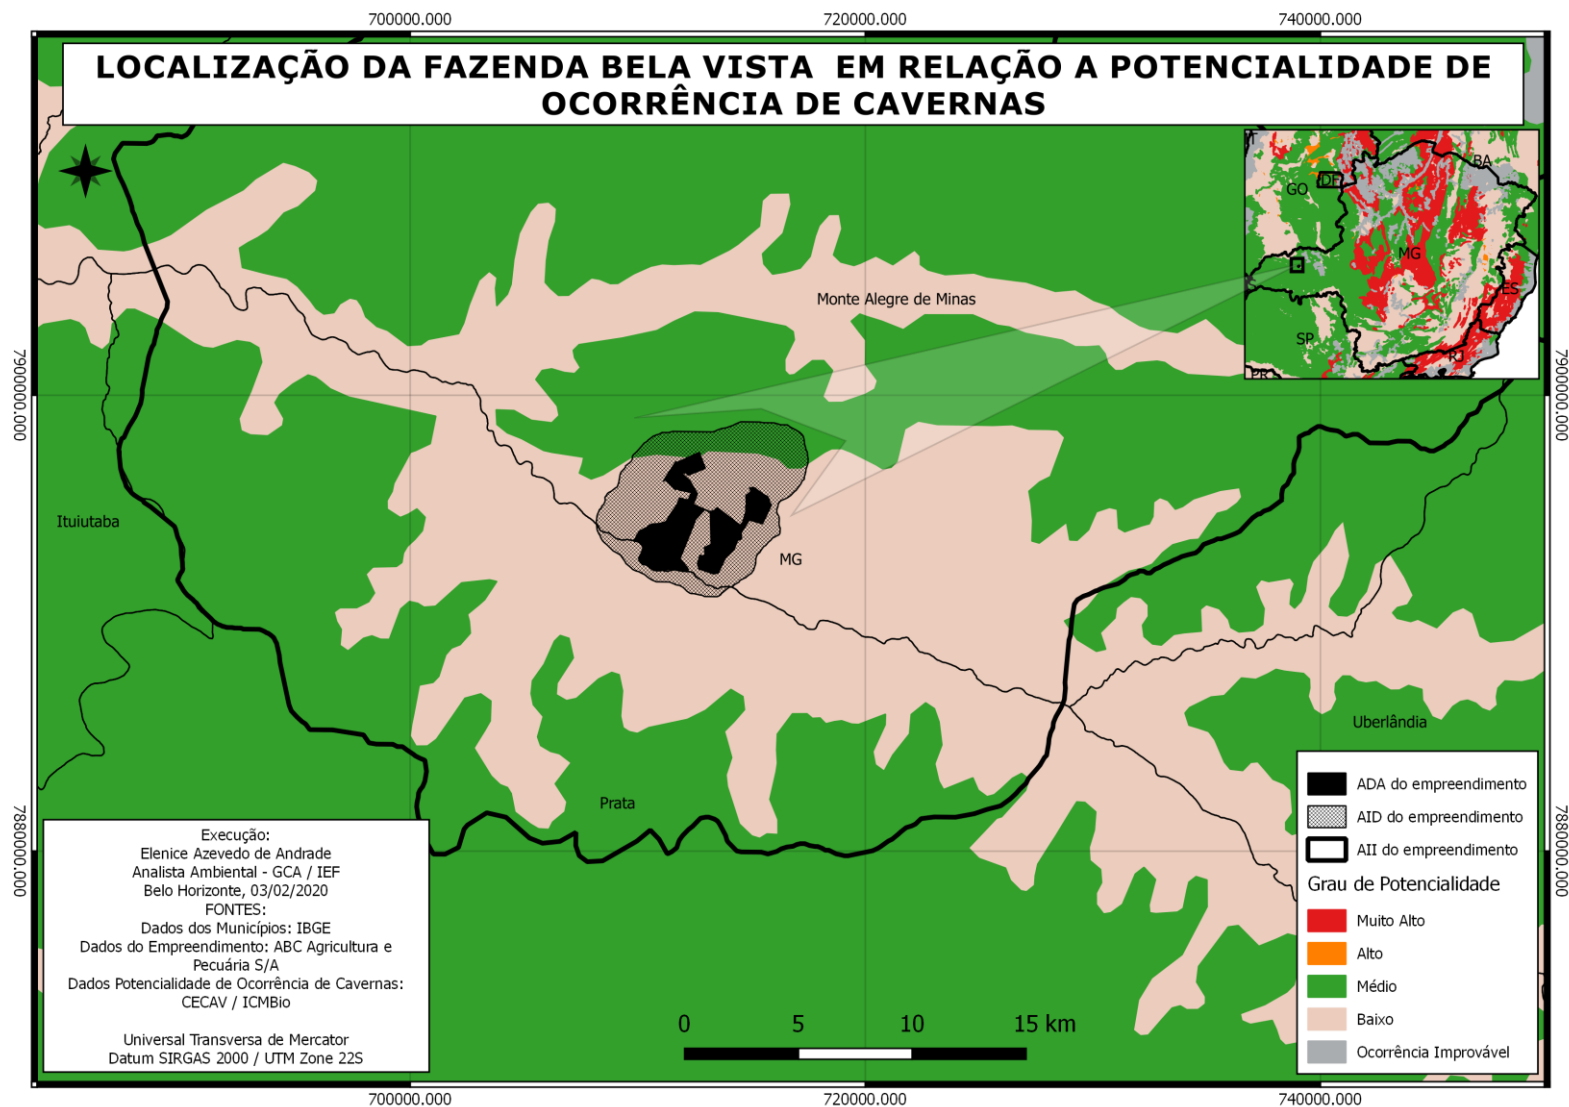 700000.000
720000.000
740000.000
LOCALIZAÇÃO DA FAZENDA BELA VISTA EM RELAÇÃO A POTENCIALIDADE DE
OCORRÊNCIA DE CAVERNAS
BA
GO
DF
MG
ES
SP
RJ
PR
Monte Alegre de Minas
7900000.000
7900000.000
Ituiutaba
MG
Uberlândia
Prata
7880000.000
7880000.000
Execução:
Elenice Azevedo de Andrade
Analista Ambiental - GCA / IEF
Belo Horizonte, 03/02/2020
FONTES:
Dados dos Municípios: IBGE
Dados do Empreendimento: ABC Agricultura e
Pecuária S/A
Dados Potencialidade de Ocorrência de Cavernas:
CECAV / ICMBio
Universal Transversa de Mercator
Datum SIRGAS 2000 / UTM Zone 22S
0 5 10 15 km
ADA do empreendimento
AID do empreendimento
AII do empreendimento
Grau de Potencialidade
Muito Alto
Alto
Médio
Baixo
Ocorrência Improvável
700000.000
720000.000
740000.000